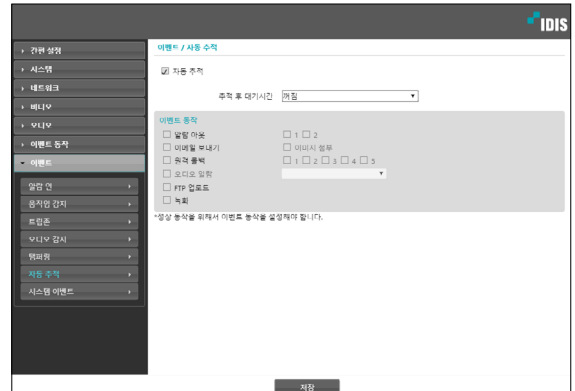 IDIS
간편 설정
시스템
네트워크
비디오
오디오
이벤트 동작
이벤트
알람 인
움직임 감지
트립존
오디오 감지
탬퍼링
자동 추적
시스템 이벤트
이벤트 / 자동 추적
자동 추적
추적 후 대기시간 꺼짐
이벤트 동작
알람 아웃 1 2
이메일 보내기 이미지 첨부
원격 콜백 1 2 3 4 5
오디오 알람
FTP 업로드
녹화
*정상 동작을 위해서 이벤트 동작을 설정해야 합니다.
저장